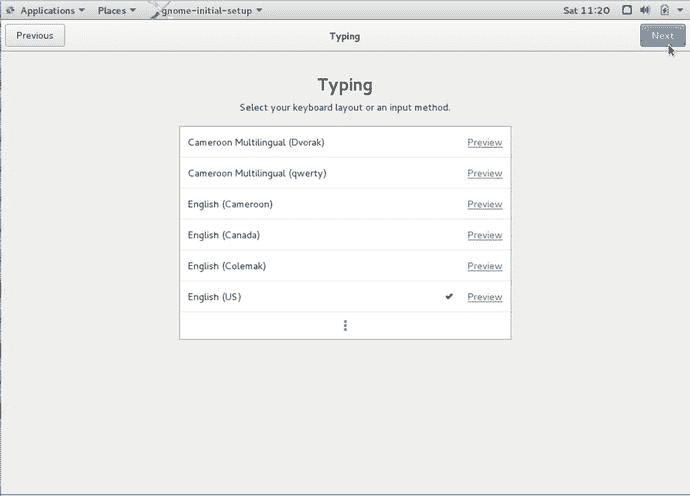 Applications Places gnome-initial-setup Sat 11:20
Previous Typing Next
Typing
Select your keyboard layout or an input method.
Cameroon Multilingual (Dvorak) Preview
Cameroon Multilingual (qwerty) Preview
English (Cameroon) Preview
English (Canada) Preview
English (Colemak) Preview
English (US) Preview